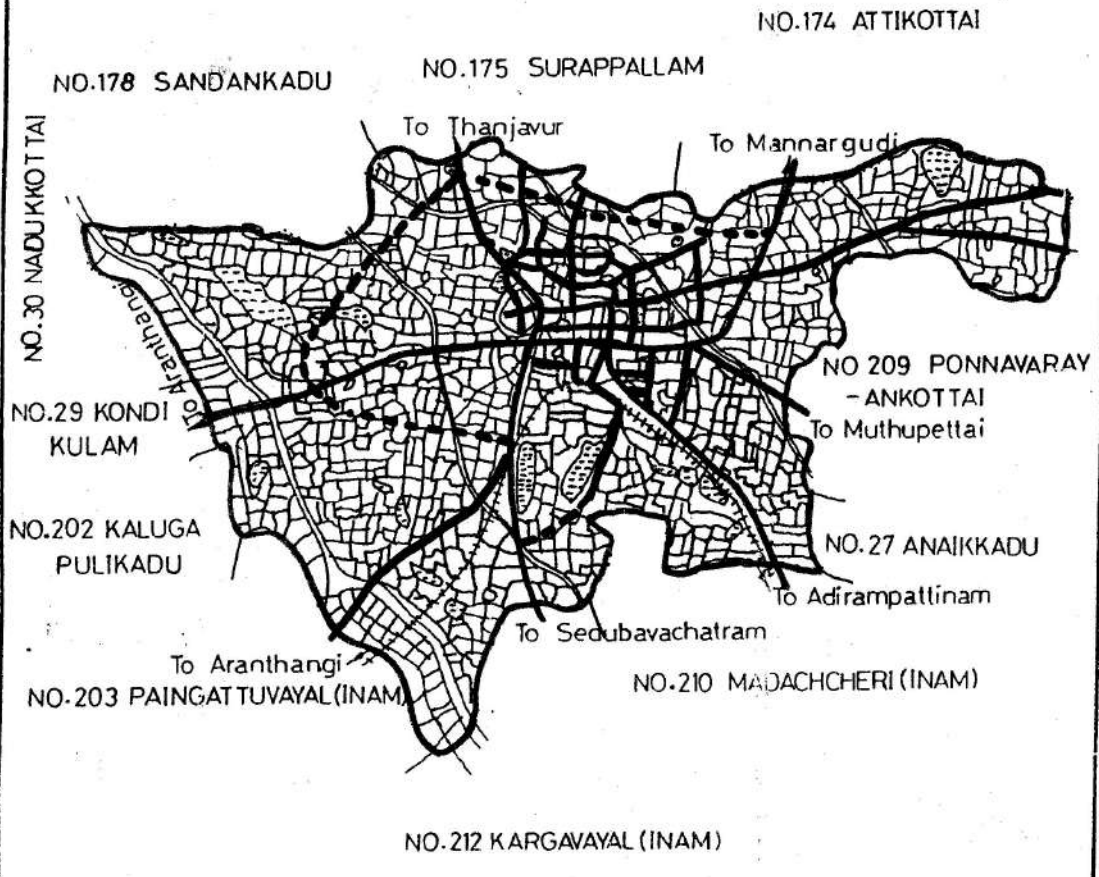 NO.174 ATTIKOTTAI
NO.175 SURAPPALLAM
NO.178 SANDANKADU
To Thanjavur
To Mannargudi
NO.30 NADUKKOTTAI
To Aranthangi
NO 209 PONNAVARAY
-ANKOTTAI
NO.29 KONDI
KULAM
To Muthupettai
NO.202 KALUGA
PULIKADU
NO.27 ANAIKKADU
To Adirampattinam
To Sedubavachatram
To Aranthangi
NO.203 PAINGATTUVAYAL(INAM)
NO.210 MADACHCHERI(INAM)
NO.212 KARGAVAYAL(INAM)